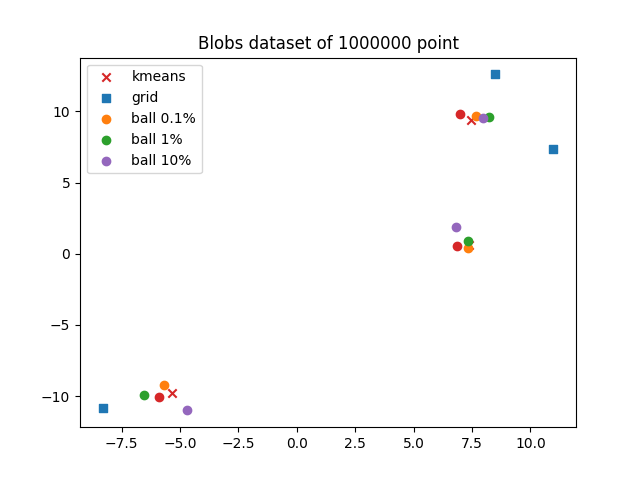 Blobs dataset of 1000000 point
kmeans
grid
ball 0.1%
ball 1%
ball 10%
10
5
0
−5
−10
−7.5 −5.0 −2.5 0.0 2.5 5.0 7.5 10.0